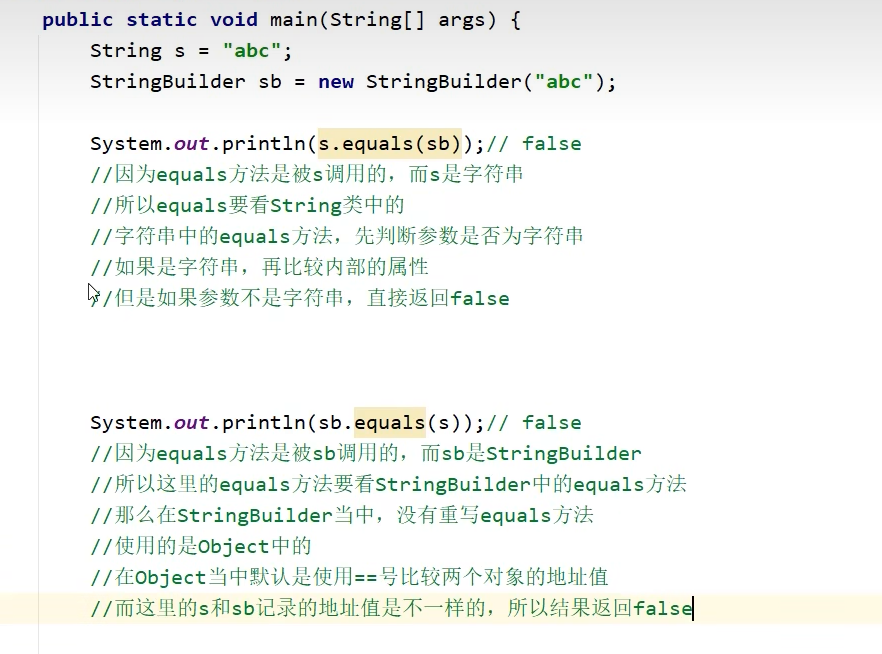 public static void main(String[] args) {
String s = "abc";
StringBuilder sb = new StringBuilder("abc");
System.out.println(s.equals(sb));// false
//因为equals方法是被s调用的，而s是字符串
//所以equals要看String类中的
//字符串中的equals方法，先判断参数是否为字符串
//如果是字符串，再比较内部的属性
//但是如果参数不是字符串，直接返回false
System.out.println(sb.equals(s));// false
//因为equals方法是被sb调用的，而sb是StringBuilder
//所以这里的equals方法要看StringBuilder中的equals方法
//那么在StringBuilder当中，没有重写equals方法
//使用的是Object中的
//在Object当中默认是使用==号比较两个对象的地址值
//而这里的s和sb记录的地址值是不一样的，所以结果返回false